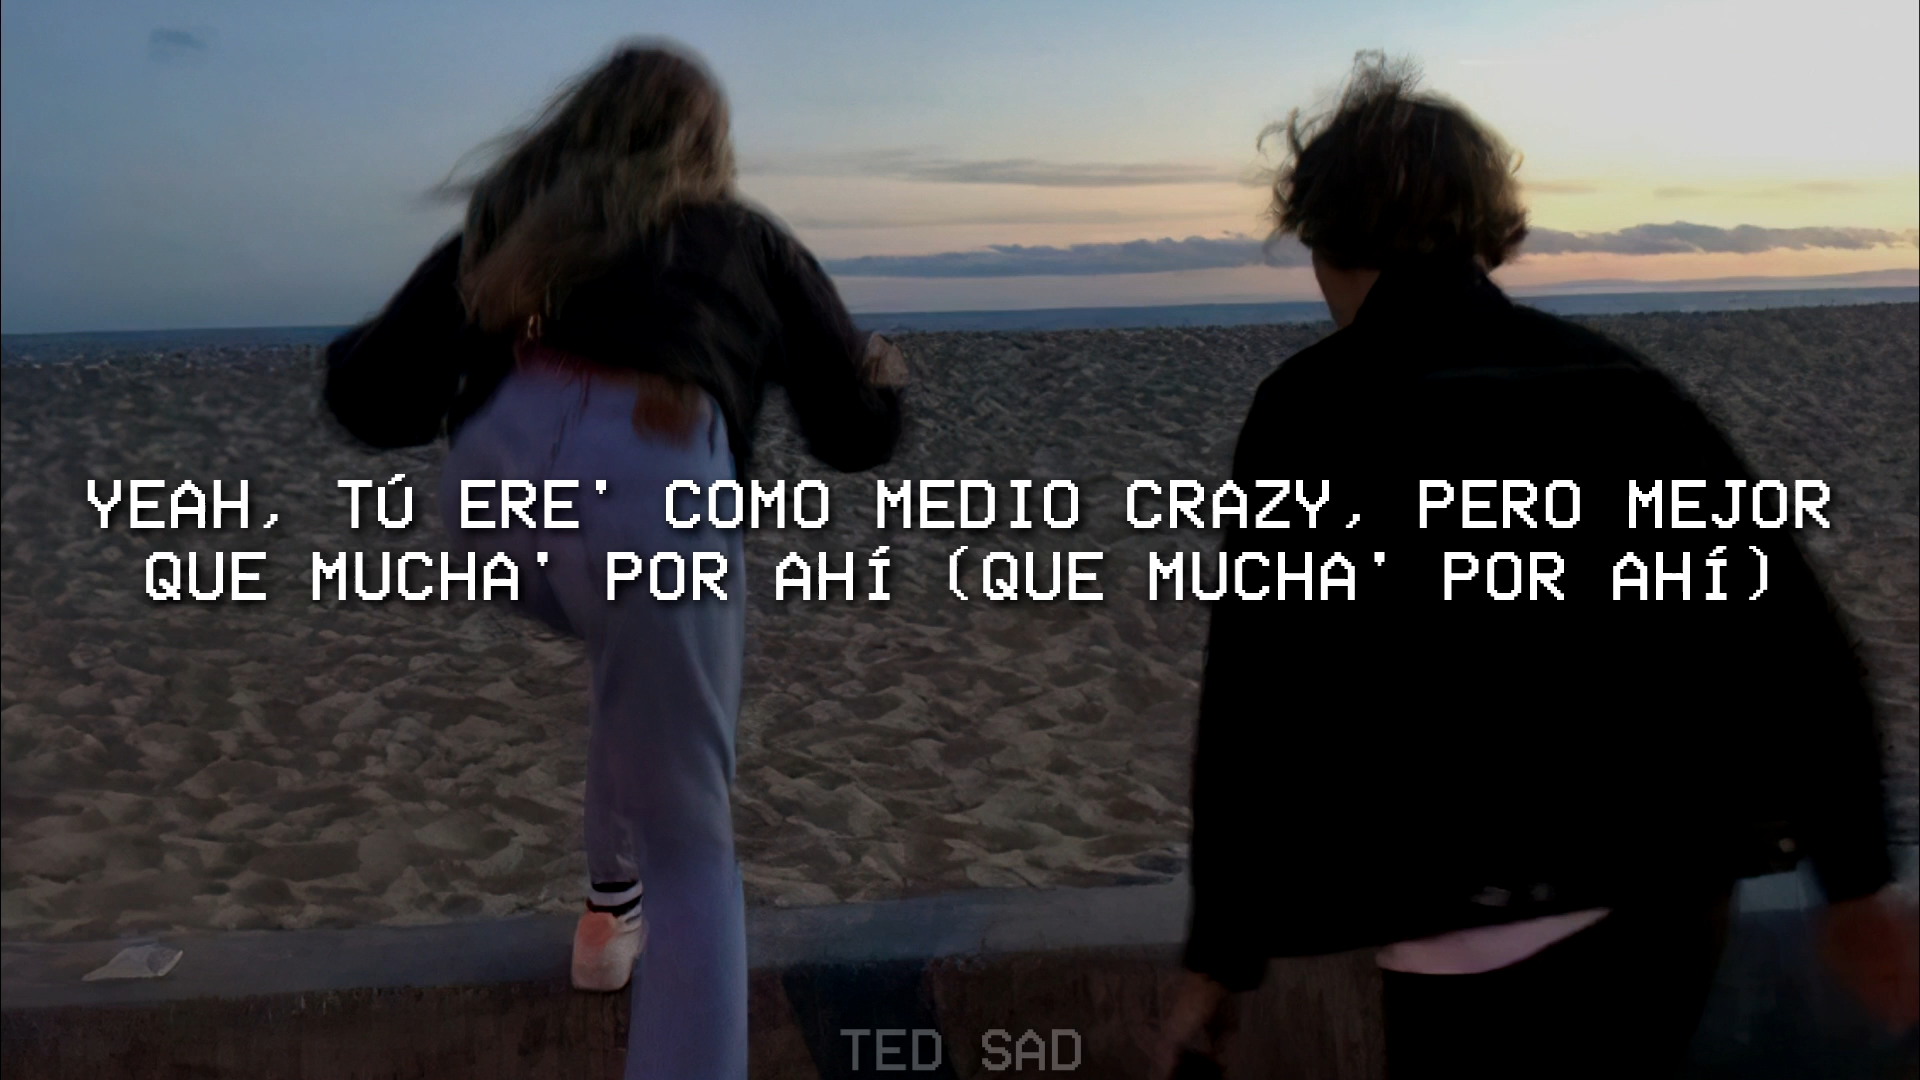 YEAH, TÚ ERE' COMO MEDIO CRAZY, PERO MEJOR
QUE MUCHA' POR AHÍ (QUE MUCHA' POR AHÍ)
TED SAD